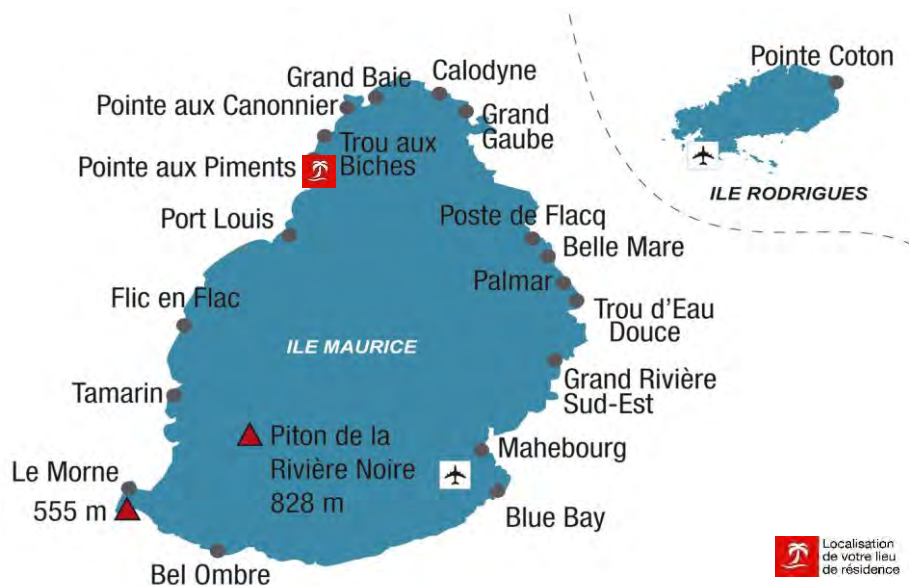 Grand Baie
Calodyne
Pointe aux Canonnier
Grand
Gaube
Trou aux
Biches
Pointe aux Piments
Port Louis
Poste de Flacq
Belle Mare
Palmar
Flic en Flac
Trou d'Eau
Douce
ILE MAURICE
Grand Rivière
Sud-Est
Tamarin
Piton de la
Rivière Noire
828 m
Mahebourg
Le Morne
555 m
Blue Bay
Bel Ombre
Pointe Coton
ILE RODRIGUES
Localisation
de votre lieu
de résidence